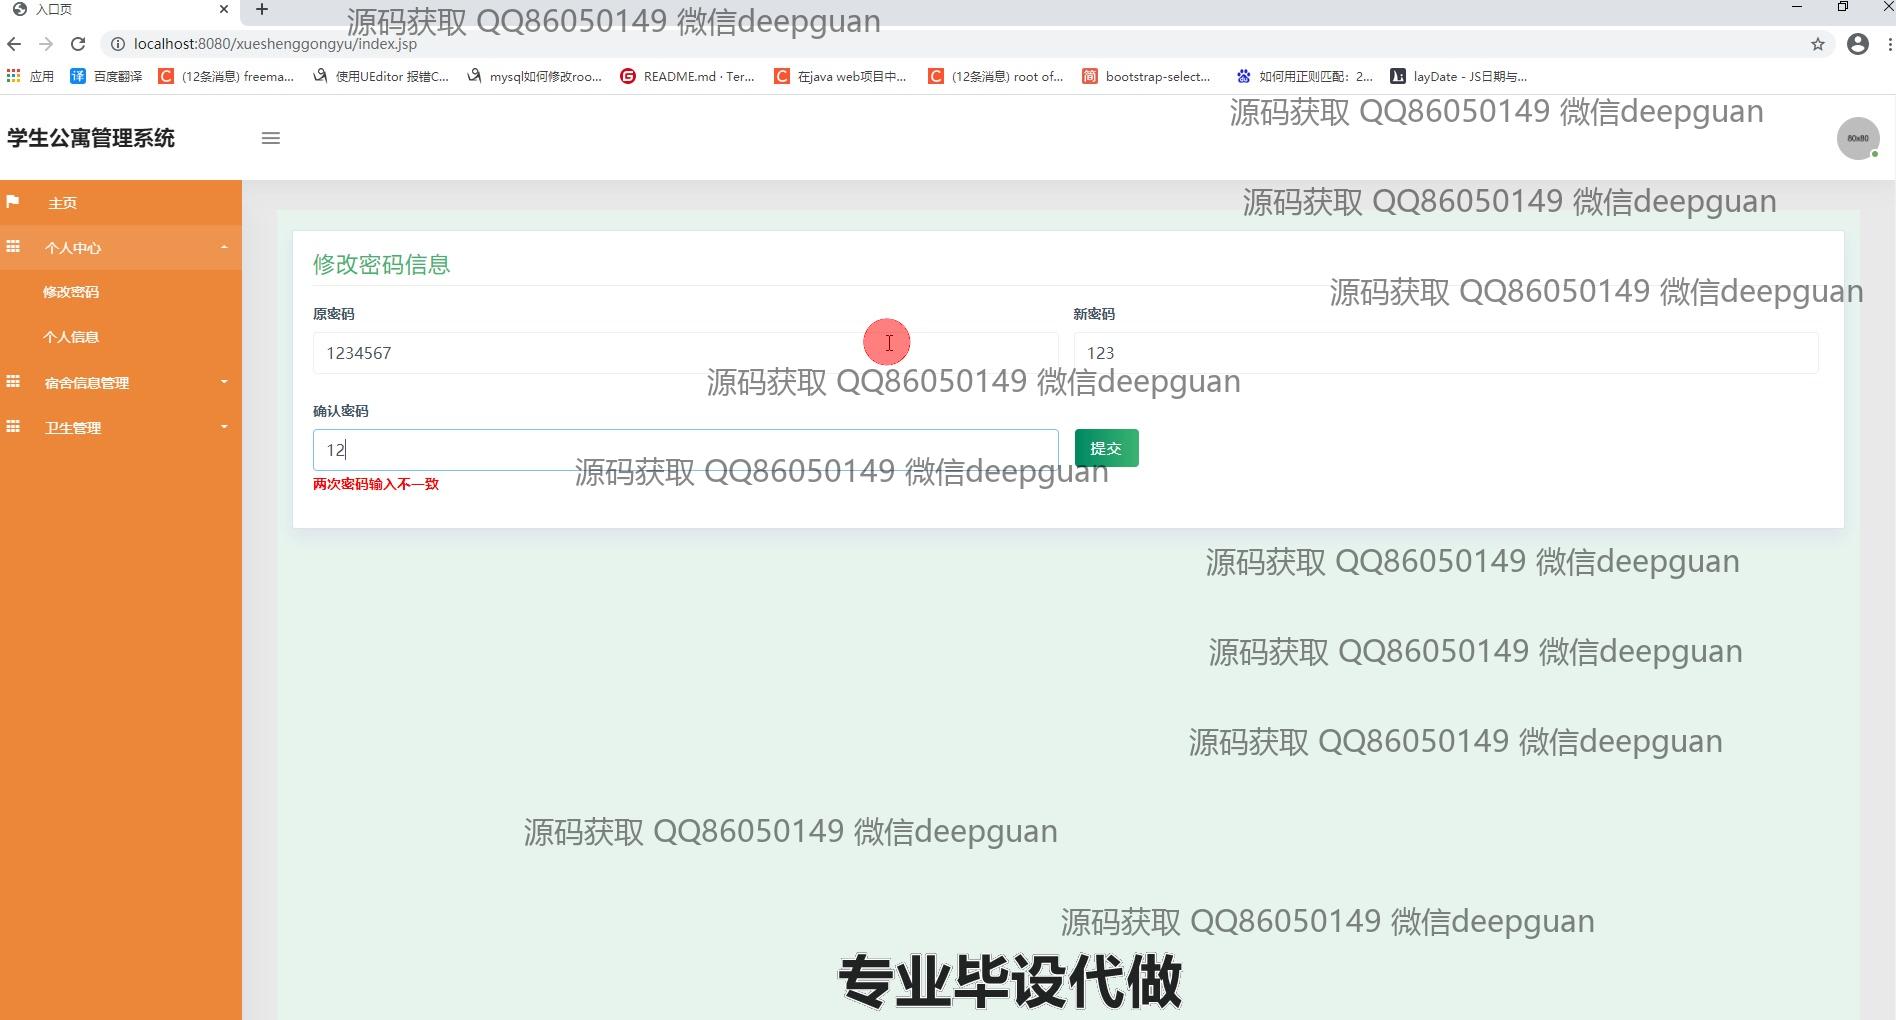 入口页
源码获取 QQ86050149 微信deepguan
localhost:8080/xueshenggongyu/index.jsp
应用 百度翻译 (12条消息) freema... 使用UEditor 报错C... mysql如何修改roo... README.md · Ter... 在java web项目中... (12条消息) root of... bootstrap-select... 如何用正则匹配：2... layDate - JS日期与...
源码获取 QQ86050149 微信deepguan
学生公寓管理系统
80x80
主页
源码获取 QQ86050149 微信deepguan
个人中心
修改密码信息
修改密码
源码获取 QQ86050149 微信deepguan
原密码 新密码
个人信息
1234567 123
宿舍信息管理
源码获取 QQ86050149 微信deepguan
确认密码
卫生管理
12 提交
源码获取 QQ86050149 微信deepguan
两次密码输入不一致
源码获取 QQ86050149 微信deepguan
源码获取 QQ86050149 微信deepguan
源码获取 QQ86050149 微信deepguan
源码获取 QQ86050149 微信deepguan
源码获取 QQ86050149 微信deepguan
专业毕设代做